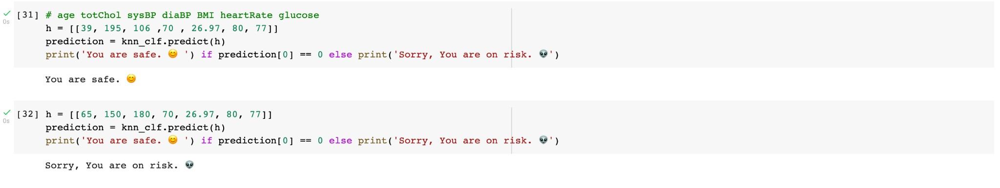 [31] # age totChol sysBP diaBP BMI heartRate glucose
0s
h = [[39, 195, 106 ,70 , 26.97, 80, 77]]
prediction = knn_clf.predict(h)
print('You are safe. 😊 ') if prediction[0] == 0 else print('Sorry, You are on risk. 👽')
You are safe. 😊
[32] h = [[65, 150, 180, 70, 26.97, 80, 77]]
0s
prediction = knn_clf.predict(h)
print('You are safe. 😊 ') if prediction[0] == 0 else print('Sorry, You are on risk. 👽')
Sorry, You are on risk. 👽